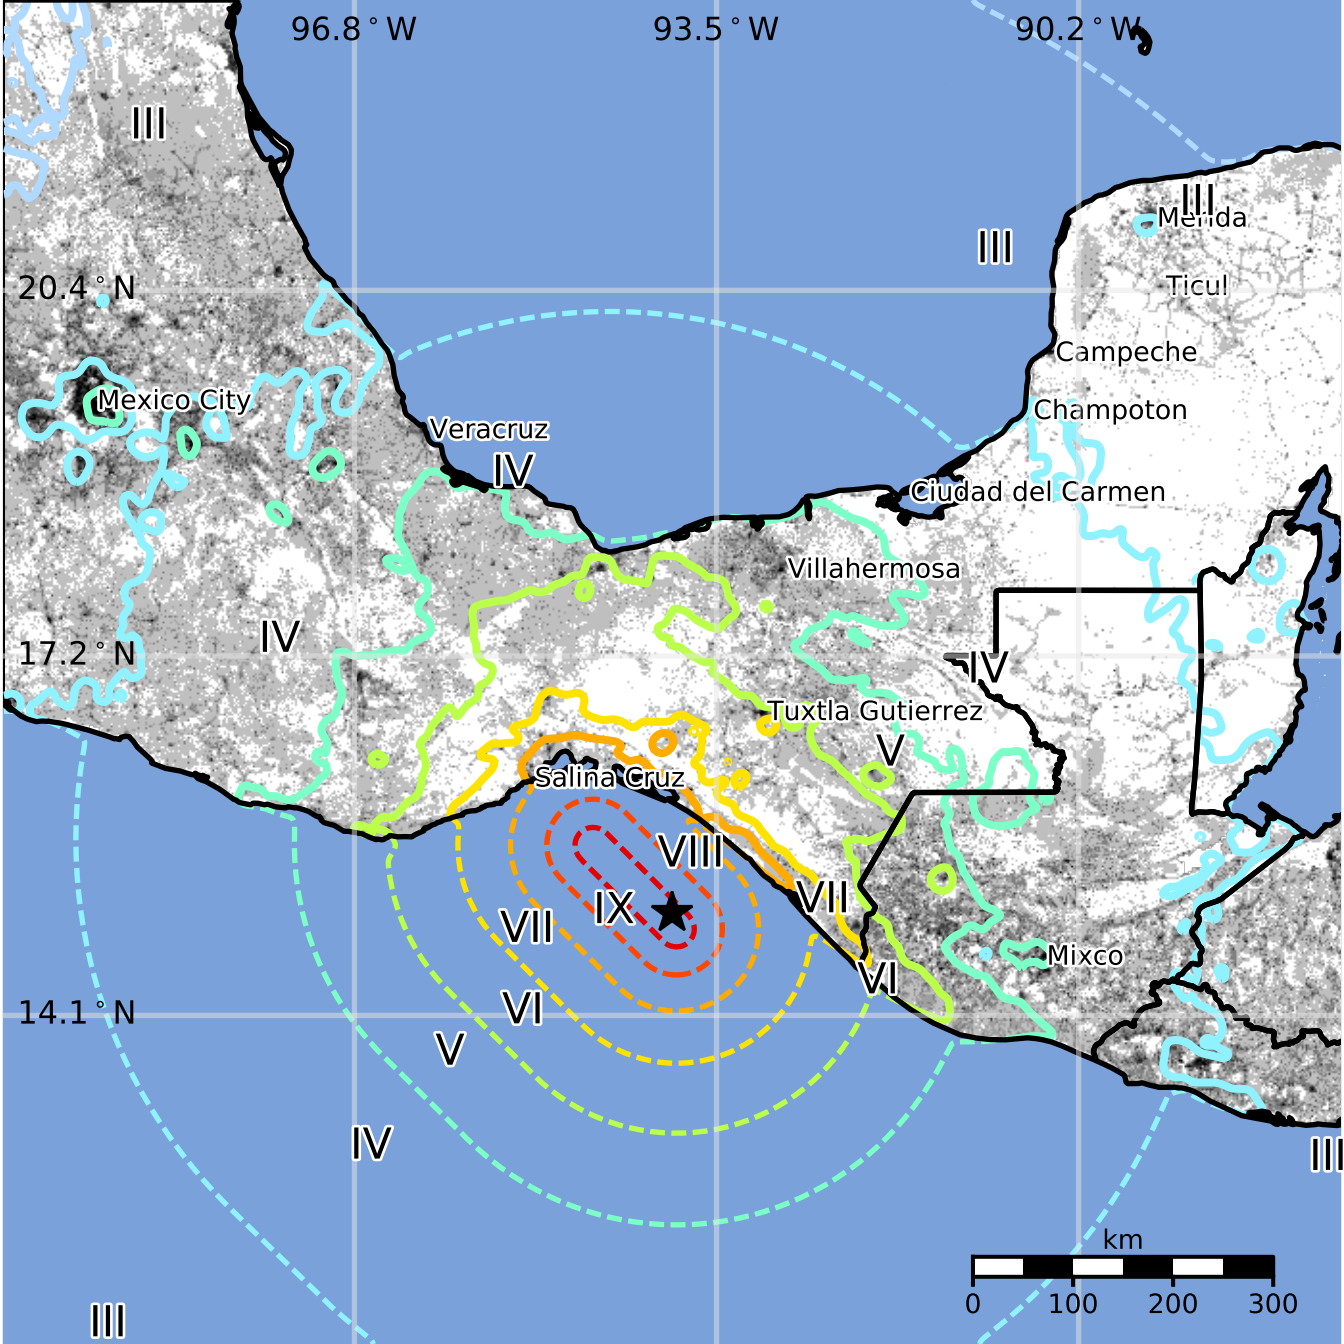 96.8°W
93.5°W
90.2°W
III
III
Merida
III
Ticul
20.4°N
Campeche
Mexico City
Champoton
Veracruz
IV
Ciudad del Carmen
Villahermosa
IV
17.2°N
IV
Tuxtla Gutierrez
V
Salina Cruz
VIII
VII
IX
VII
Mixco
VI
VI
14.1°N
V
IV
III
km
0 100 200 300
III